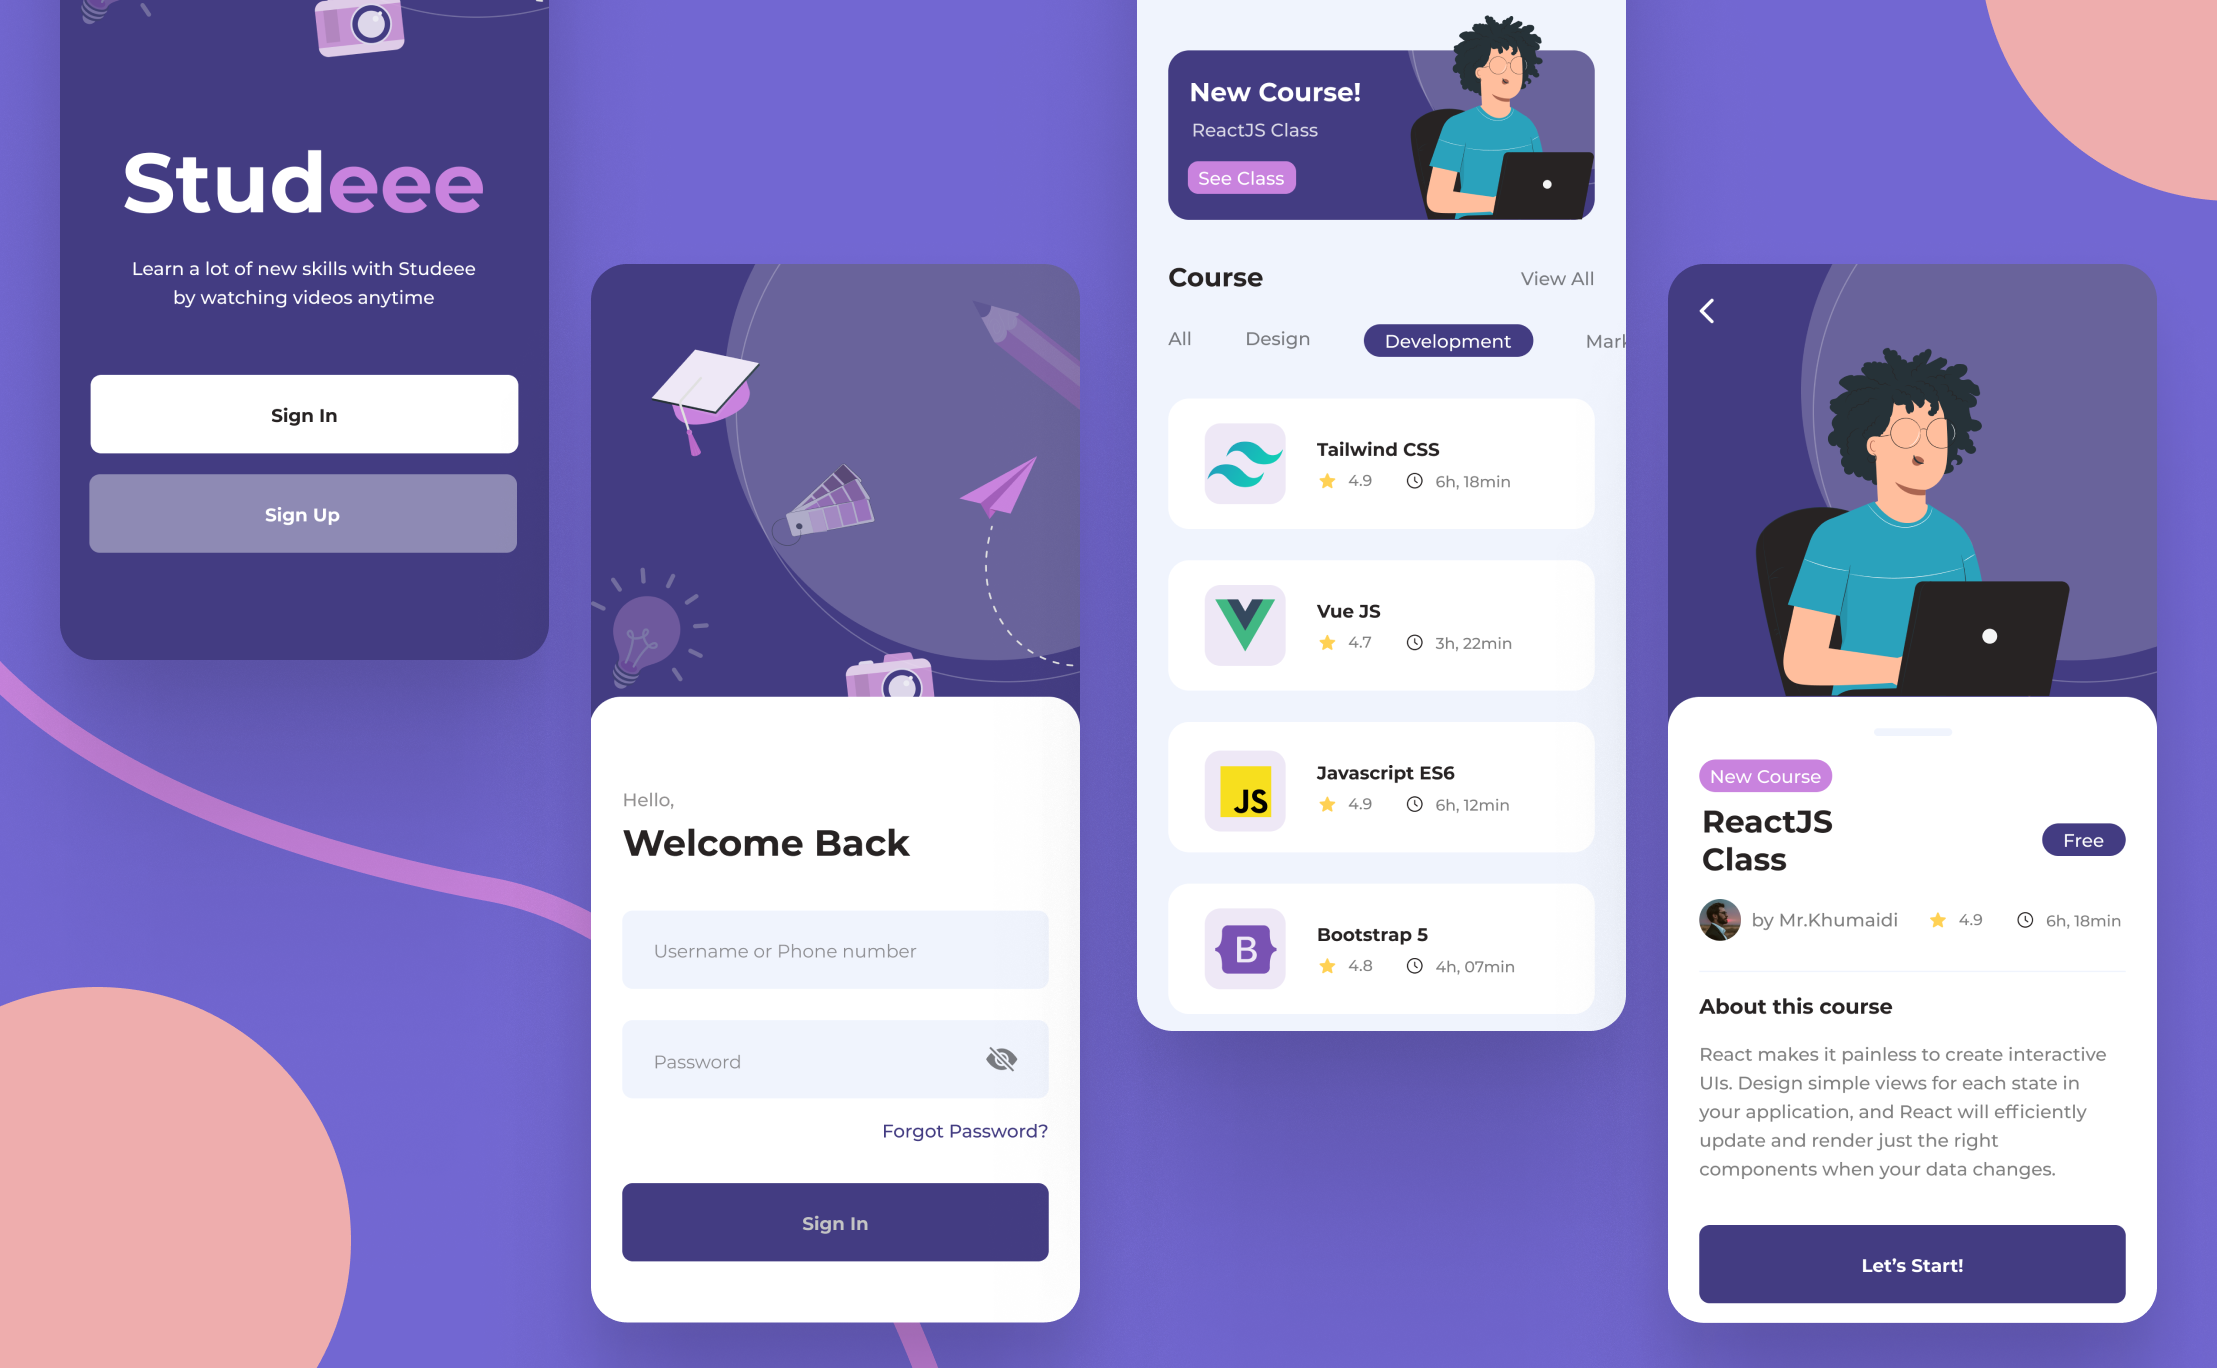 Studeee
Learn a lot of new skills with Studeee
by watching videos anytime
Sign In
Sign Up
Hello,
Welcome Back
Username or Phone number
Password
Forgot Password?
Sign In
New Course!
ReactJS Class
See Class
Course
View All
All
Design
Development
Mark
Tailwind CSS
4.9
6h, 18min
Vue JS
4.7
3h, 22min
JS
Javascript ES6
4.9
6h, 12min
B
Bootstrap 5
4.8
4h, 07min
New Course
ReactJS
Class
Free
by Mr.Khumaidi
4.9
6h, 18min
About this course
React makes it painless to create interactive
UIs. Design simple views for each state in
your application, and React will efficiently
update and render just the right
components when your data changes.
Let's Start!